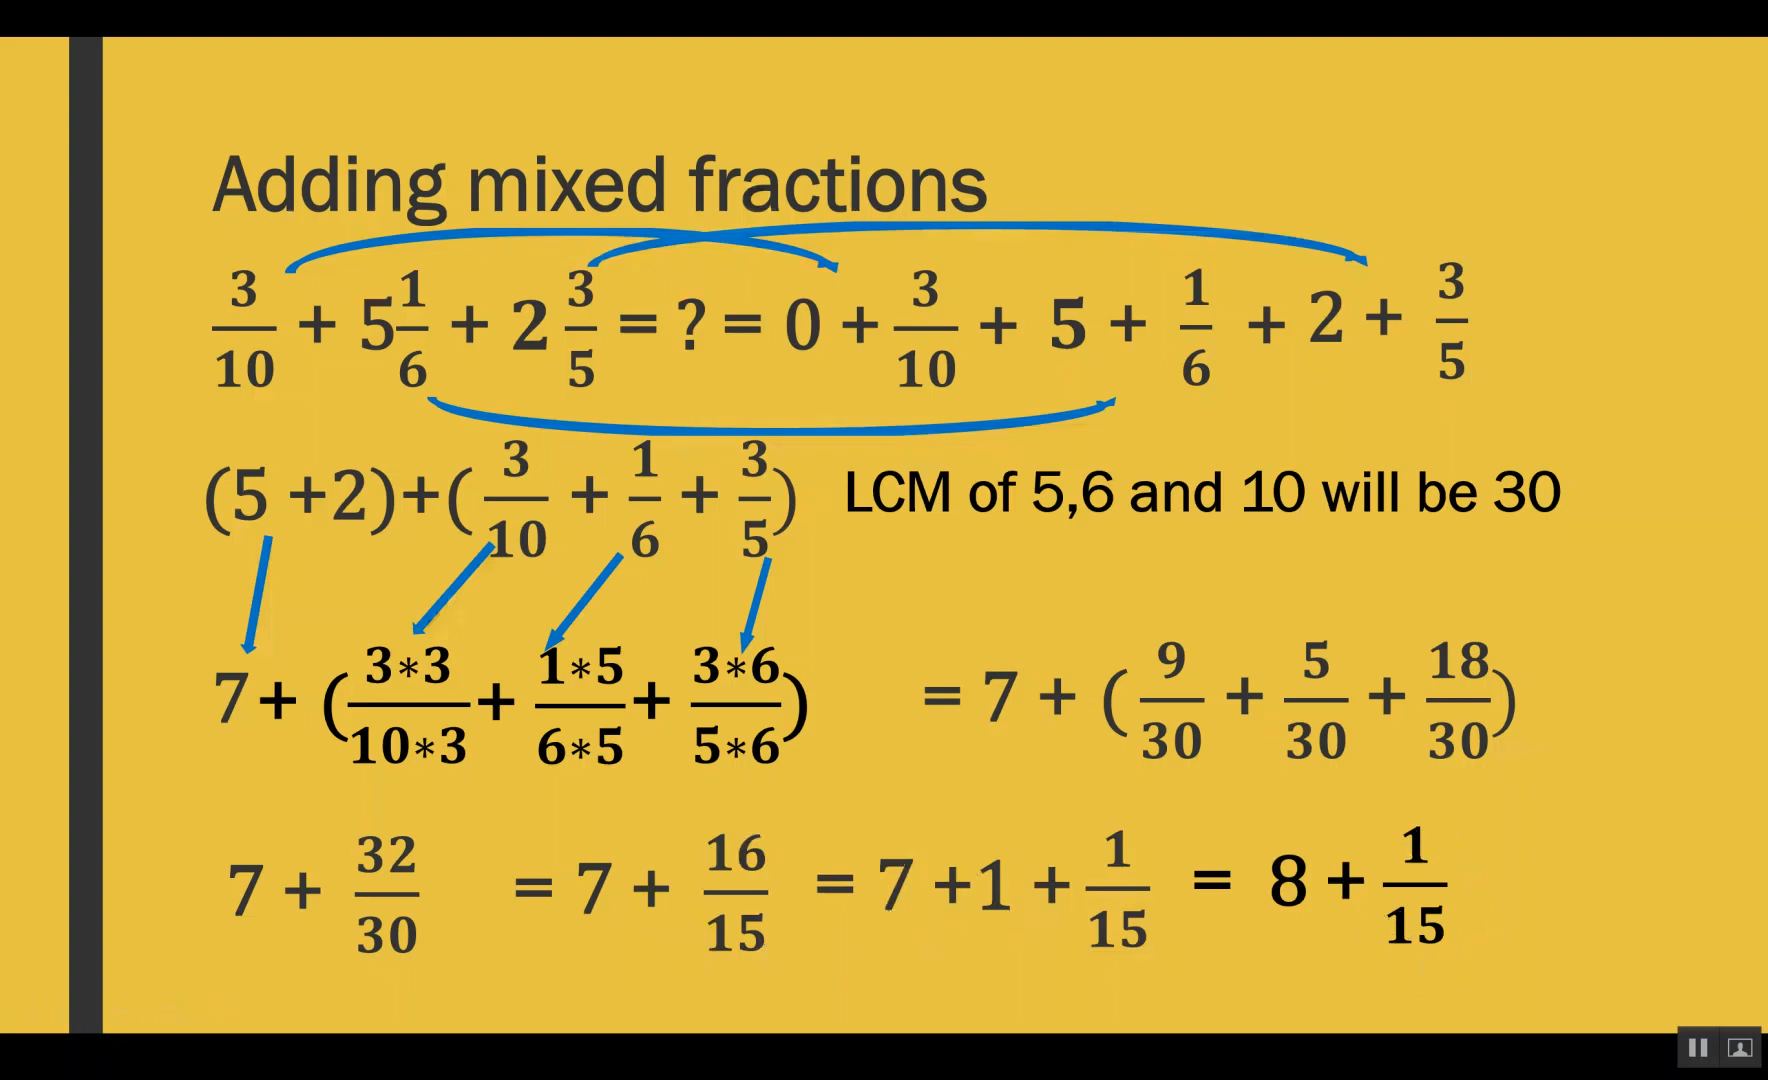 Adding mixed fractions
3/10 + 5 1/6 + 2 3/5 = ? = 0 + 3/10 + 5 + 1/6 + 2 + 3/5
(5 +2)+( 3/10 + 1/6 + 3/5 ) LCM of 5,6 and 10 will be 30
7+ ( 3*3/10*3 + 1*5/6*5 + 3*6/5*6 ) = 7 + ( 9/30 + 5/30 + 18/30 )
7 + 32/30 = 7 + 16/15 = 7 +1 + 1/15 = 8 + 1/15